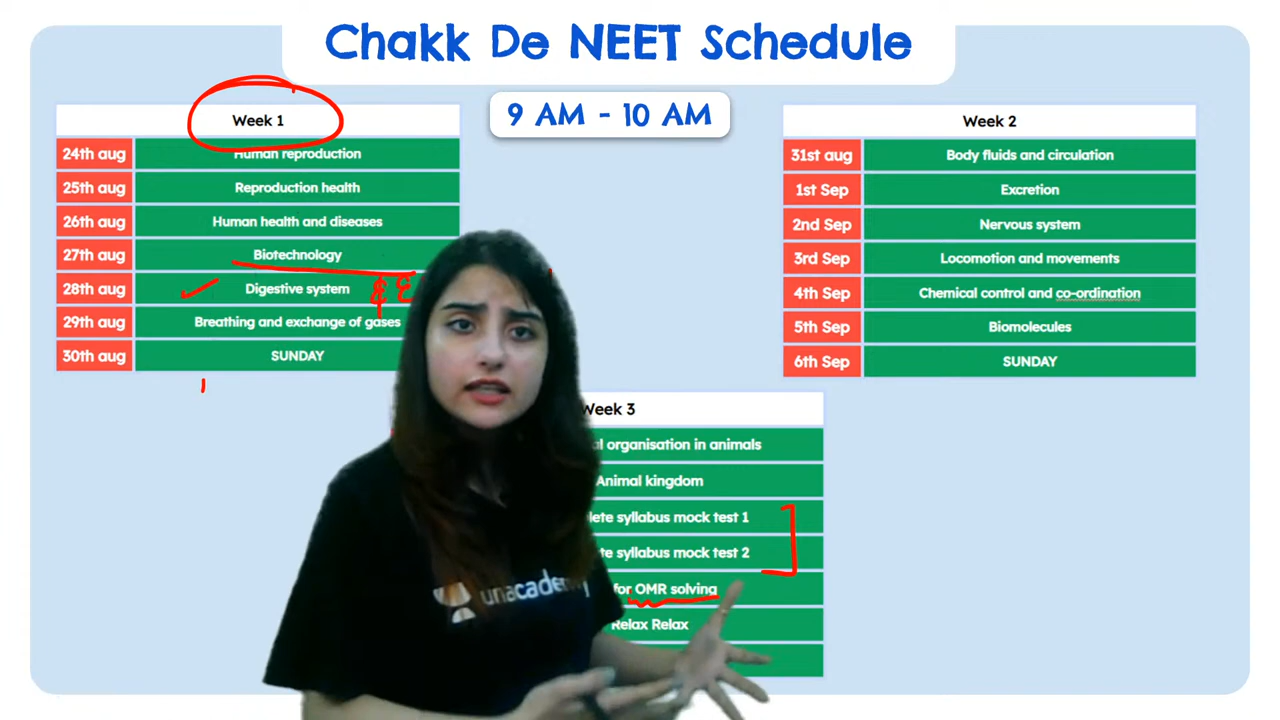 Chakk De NEET Schedule
9 AM - 10 AM
Week 1
24th aug Human reproduction
25th aug Reproduction health
26th aug Human health and diseases
27th aug Biotechnology
28th aug Digestive system
29th aug Breathing and exchange of gases
30th aug SUNDAY
Week 2
31st aug Body fluids and circulation
1st Sep Excretion
2nd Sep Nervous system
3rd Sep Locomotion and movements
4th Sep Chemical control and co-ordination
5th Sep Biomolecules
6th Sep SUNDAY
Week 3
organisation in animals
Animal kingdom
syllabus mock test 1
syllabus mock test 2
for OMR solving
Relax Relax
unacademy